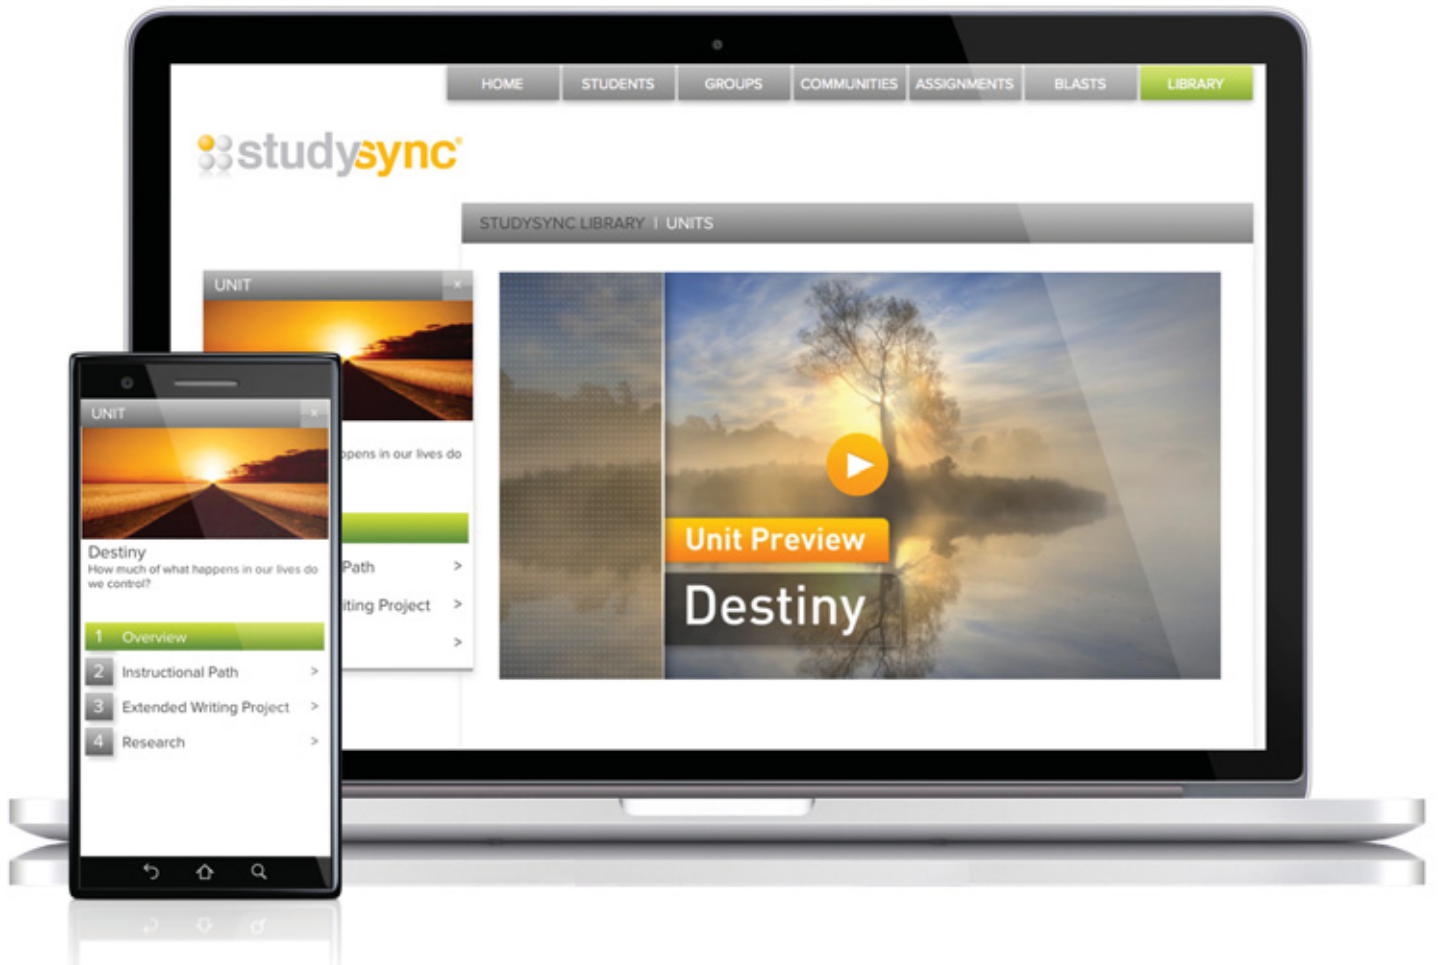 HOME STUDENTS GROUPS COMMUNITIES ASSIGNMENTS BLASTS LIBRARY
studysync®
STUDYSYNC LIBRARY | UNITS
UNIT x
ppens in our lives do
Path >
iting Project >
>
Unit Preview
Destiny
UNIT x
Destiny
How much of what happens in our lives do
we control?
1 Overview
2 Instructional Path >
3 Extended Writing Project >
4 Research >